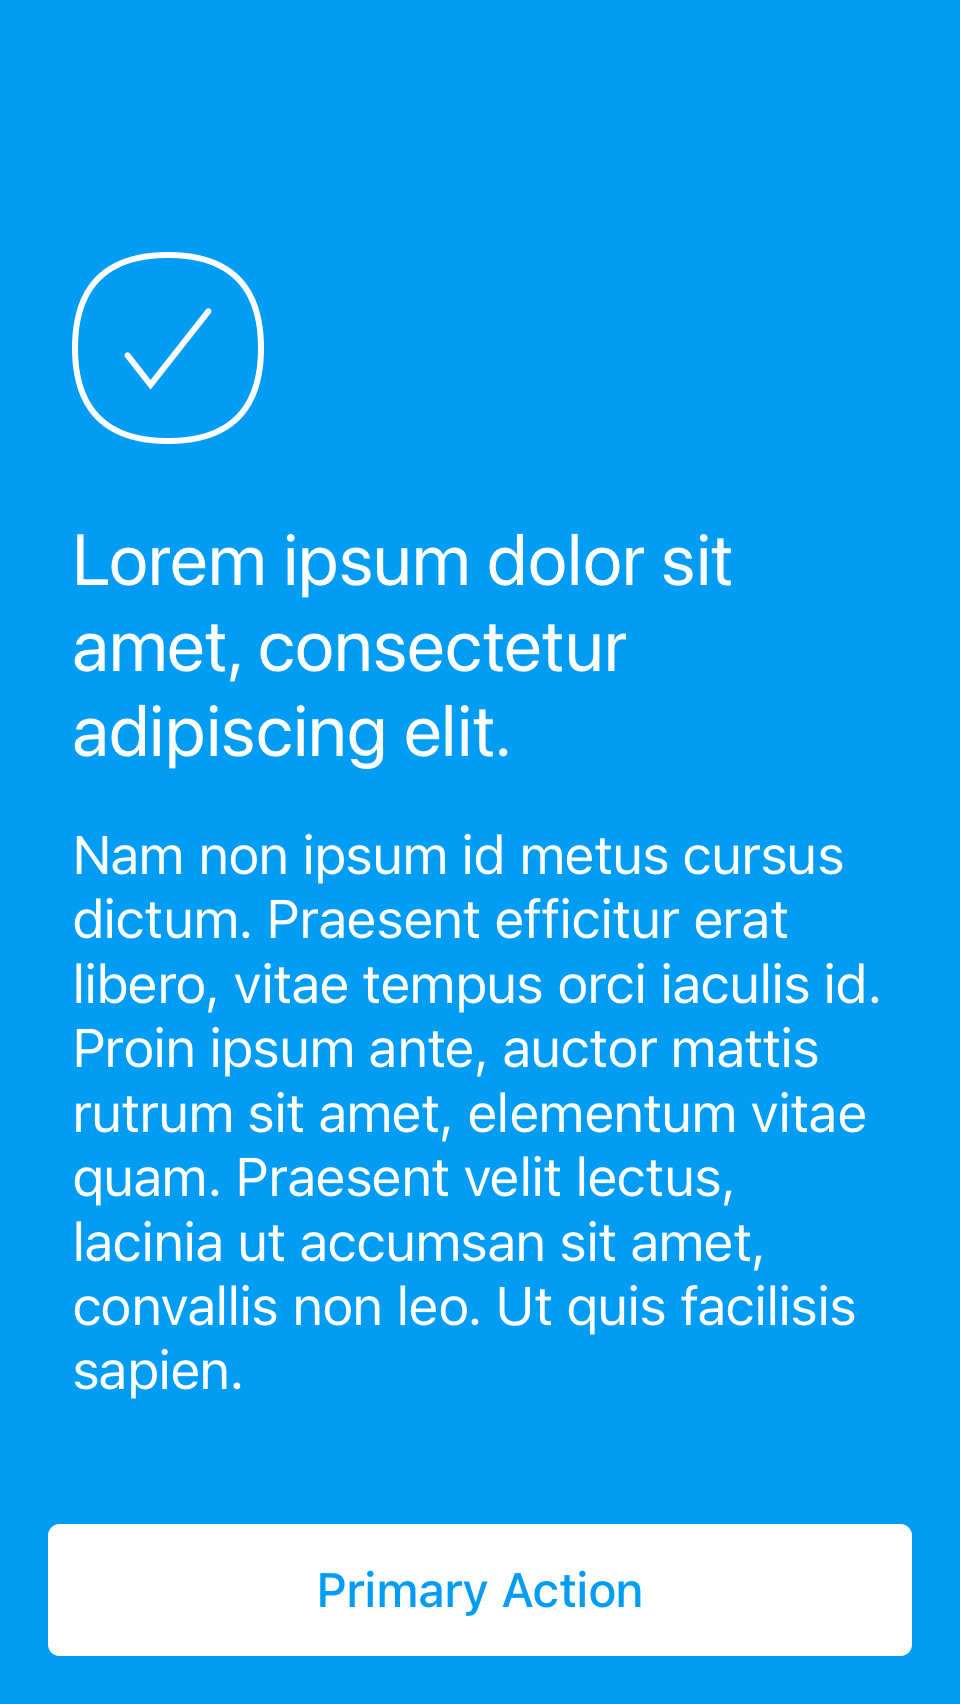 Lorem ipsum dolor sit
amet, consectetur
adipiscing elit.
Nam non ipsum id metus cursus
dictum. Praesent efficitur erat
libero, vitae tempus orci iaculis id.
Proin ipsum ante, auctor mattis
rutrum sit amet, elementum vitae
quam. Praesent velit lectus,
lacinia ut accumsan sit amet,
convallis non leo. Ut quis facilisis
sapien.
Primary Action